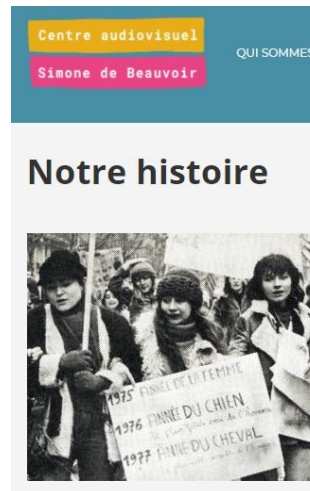 Centre audiovisuel
Simone de Beauvoir
QUI SOMMES
Notre histoire
1975 ANNÉE DE LA FEMME
1976 ANNÉE DU CHIEN
1977 ANNÉE DU CHEVAL